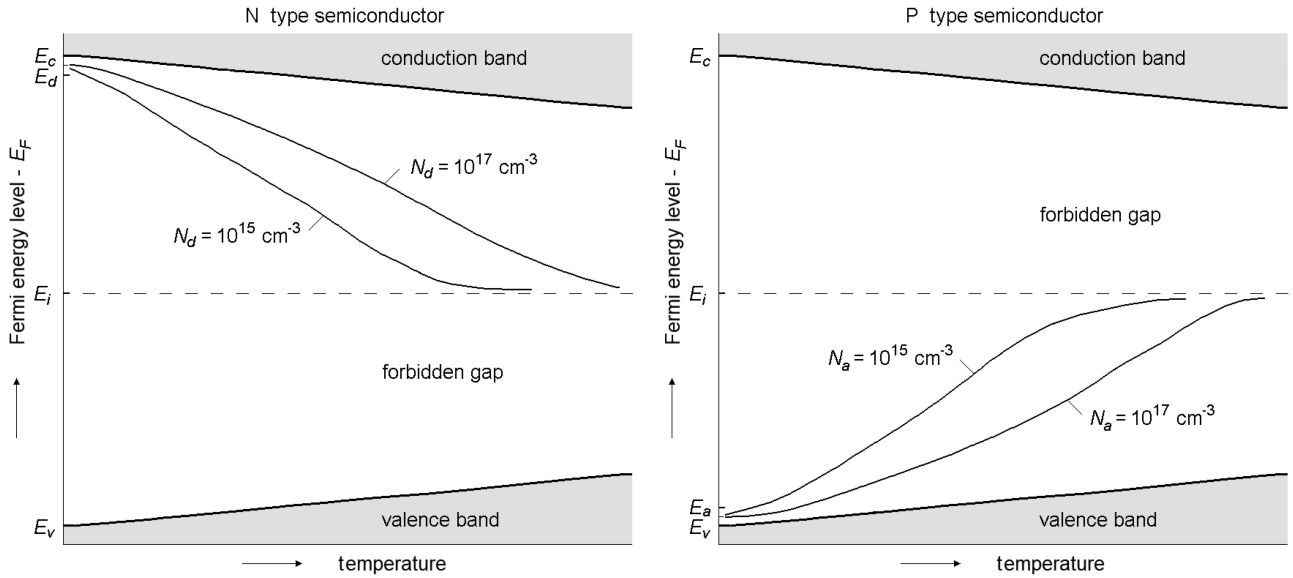 N type semiconductor
Fermi energy level - E_F
E_c
E_d
E_i
E_v
conduction band
N_d = 10^17 cm^-3
N_d = 10^15 cm^-3
forbidden gap
valence band
temperature
P type semiconductor
Fermi energy level - E_F
E_c
E_i
E_a
E_v
conduction band
forbidden gap
N_a = 10^15 cm^-3
N_a = 10^17 cm^-3
valence band
temperature